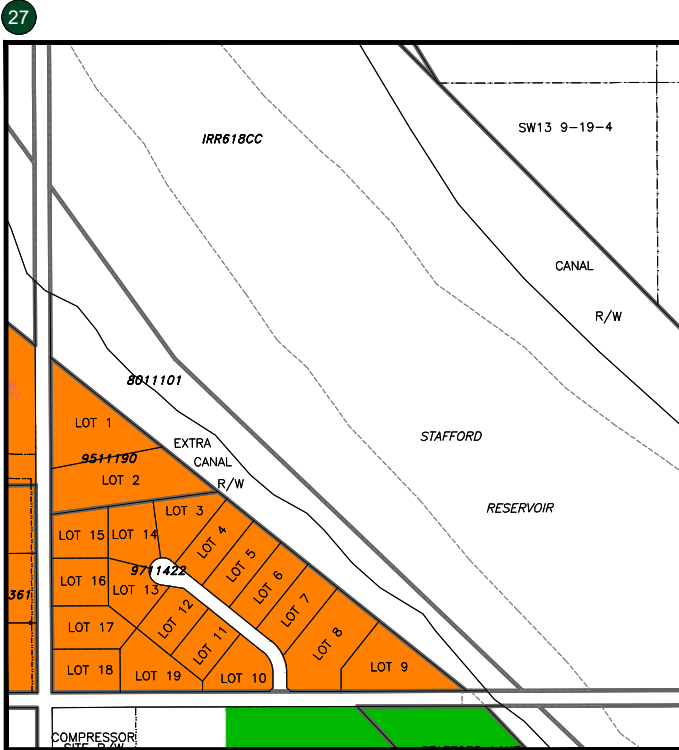 27
IRR618CC
SW13 9-19-4
CANAL
R/W
8011101
LOT 1
EXTRA
CANAL
R/W
STAFFORD
9511190
LOT 2
RESERVOIR
LOT 3
LOT 4
LOT 15
LOT 14
LOT 5
9711422
LOT 16
LOT 13
LOT 6
361
LOT 7
LOT 12
LOT 17
LOT 11
LOT 8
LOT 18
LOT 19
LOT 10
LOT 9
COMPRESSOR
SITE R/W